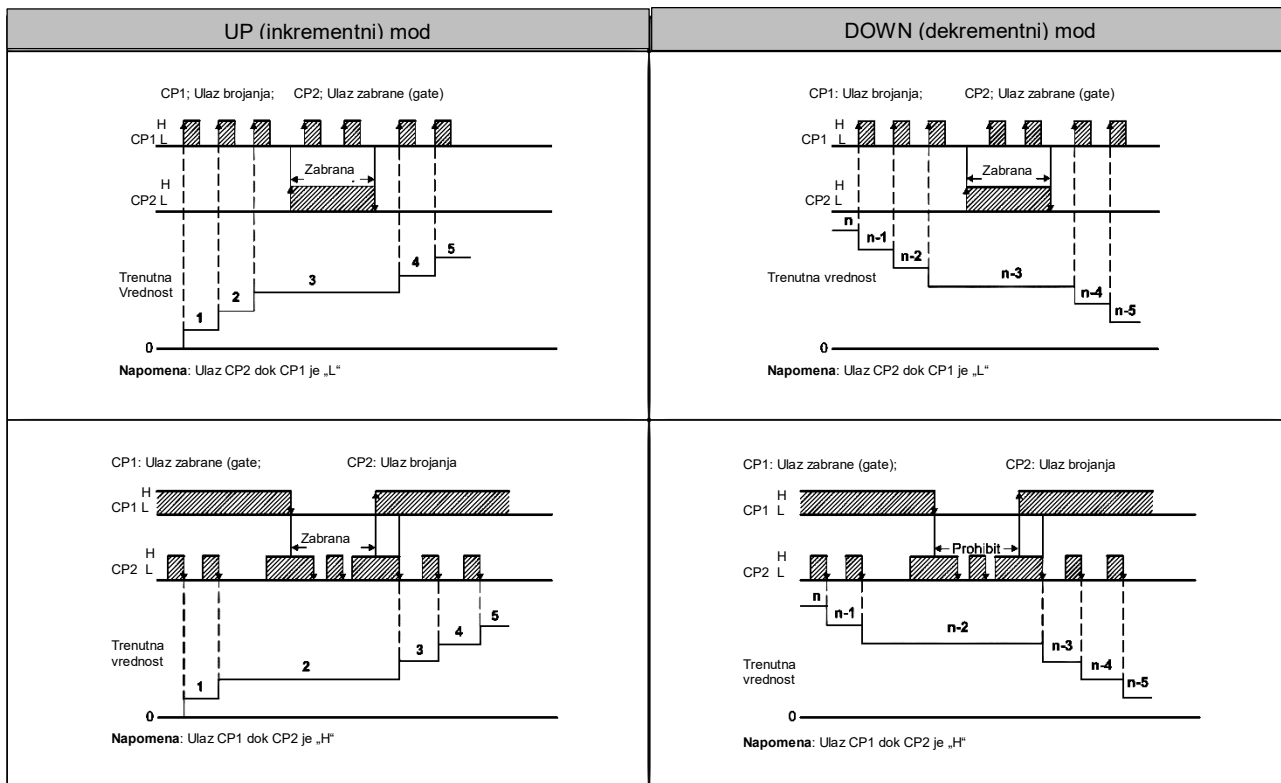 UP (inkrementni) mod
CP1; Ulaz brojanja; CP2; Ulaz zabrane (gate)
H
CP1 L
Zabrana
H
CP2 L
5
4
3
2
1
Trenutna
Vrednost
0
Napomena: Ulaz CP2 dok CP1 je „L“
DOWN (dekrementni) mod
CP1: Ulaz brojanja; CP2; Ulaz zabrane (gate)
H
CP1 L
Zabrana
H
CP2 L
n
n-1
n-2
n-3
n-4
n-5
Trenutna vrednost
0
Napomena: Ulaz CP2 dok CP1 je „L“
CP1: Ulaz zabrane (gate; CP2: Ulaz brojanja
H
CP1 L
Zabrana
H
CP2 L
5
4
3
2
1
Trenutna
vrednost
0
Napomena: Ulaz CP1 dok CP2 je „H“
CP1: Ulaz zabrane (gate); CP2: Ulaz brojanja
H
CP1 L
Prohibit
H
CP2 L
n
n-1
n-2
n-3
n-4
n-5
Trenutna
vrednost
0
Napomena: Ulaz CP1 dok CP2 je „H“